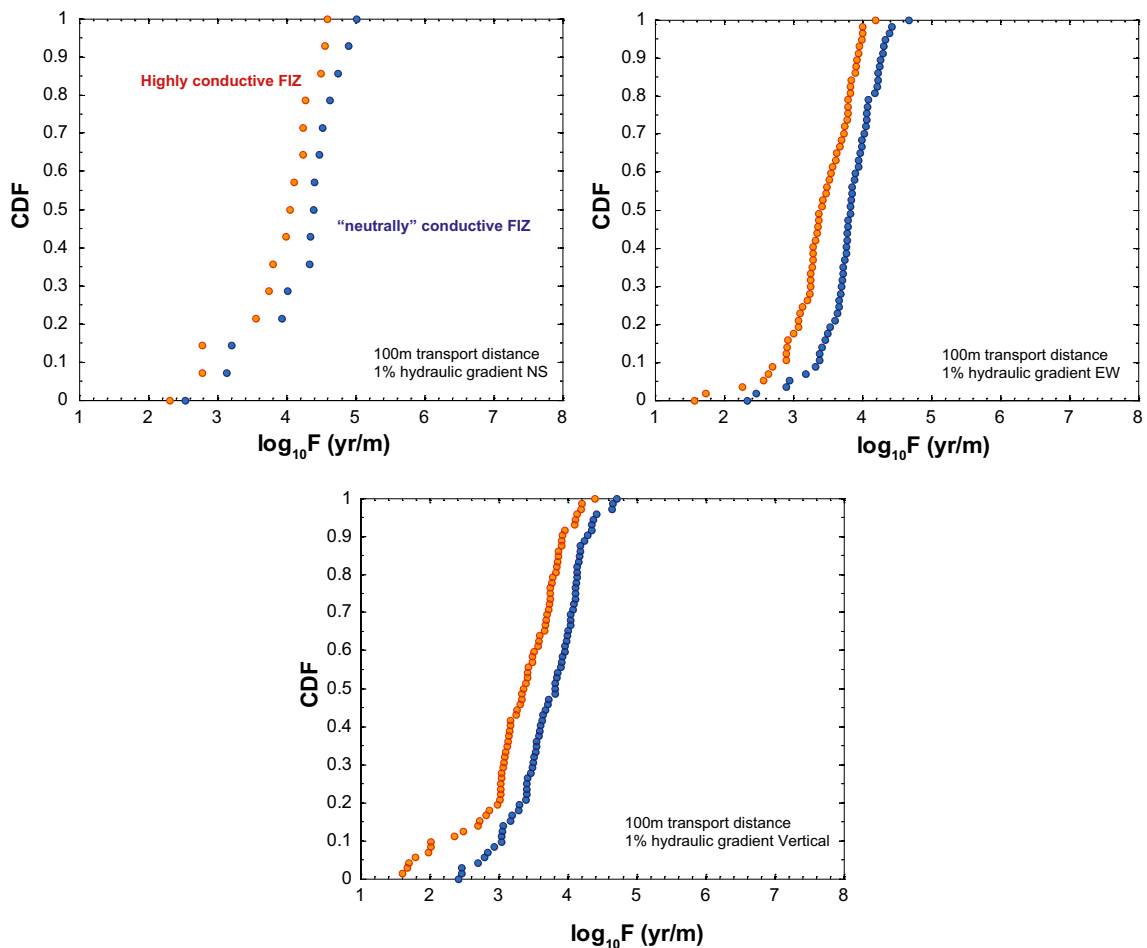 1
0.9
0.8
0.7
0.6
0.5
0.4
0.3
0.2
0.1
0
CDF
Highly conductive FIZ
“neutrally” conductive FIZ
100m transport distance
1% hydraulic gradient NS
1 2 3 4 5 6 7 8
log₁₀F (yr/m)
1
0.9
0.8
0.7
0.6
0.5
0.4
0.3
0.2
0.1
0
CDF
100m transport distance
1% hydraulic gradient EW
1 2 3 4 5 6 7 8
log₁₀F (yr/m)
1
0.9
0.8
0.7
0.6
0.5
0.4
0.3
0.2
0.1
0
CDF
100m transport distance
1% hydraulic gradient Vertical
1 2 3 4 5 6 7 8
log₁₀F (yr/m)